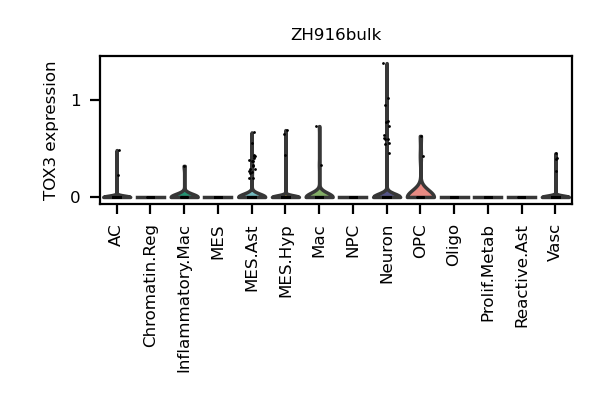 ZH916bulk
TOX3 expression
1
0
AC
Chromatin.Reg
Inflammatory.Mac
MES
MES.Ast
MES.Hyp
Mac
NPC
Neuron
OPC
Oligo
Prolif.Metab
Reactive.Ast
Vasc